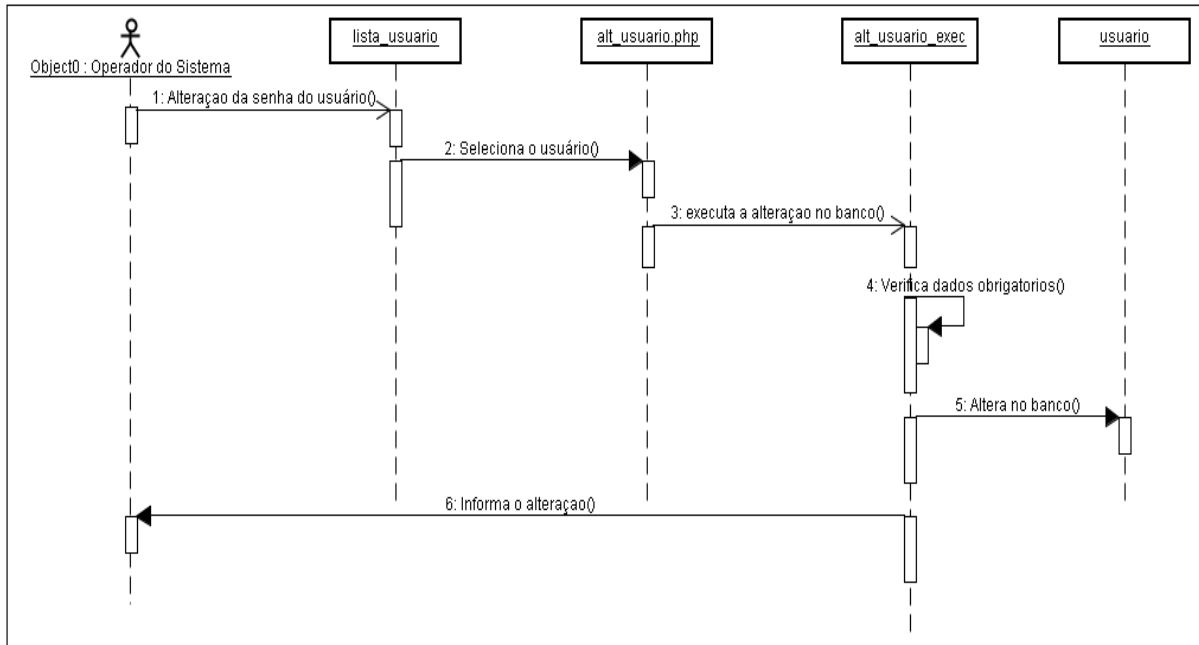 lista_usuario
alt_usuario.php
alt_usuario_exec
usuario
Object0 : Operador do Sistema
1: Alteraçao da senha do usuário()
2: Seleciona o usuário()
3: executa a alteraçao no banco()
4: Verifica dados obrigatorios()
5: Altera no banco()
6: Informa o alteraçao()